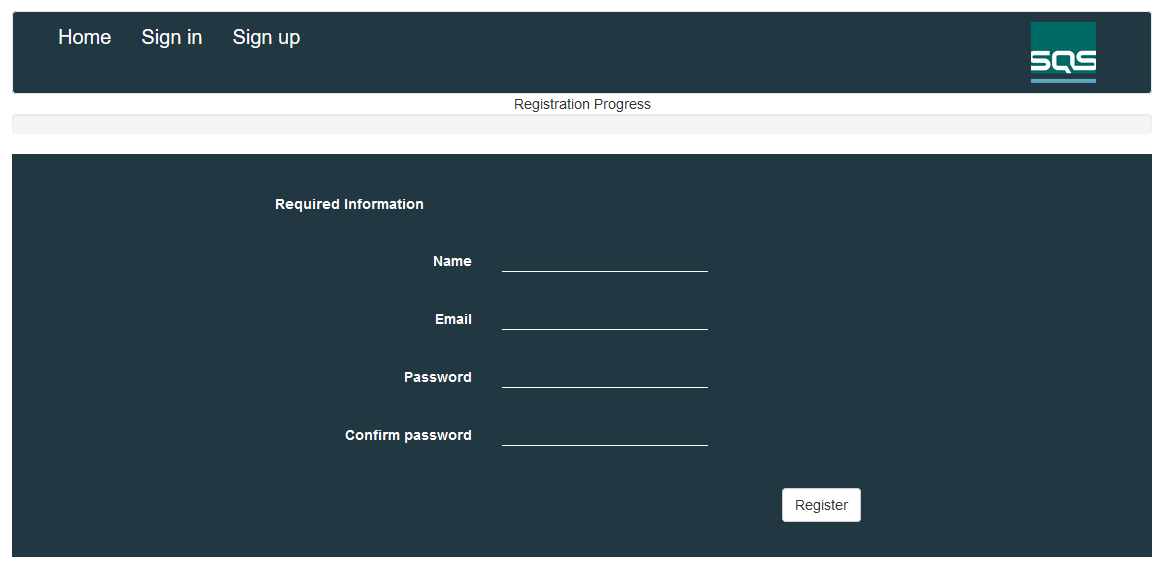 Home Sign in Sign up
SQS
Registration Progress
Required Information
Name
Email
Password
Confirm password
Register